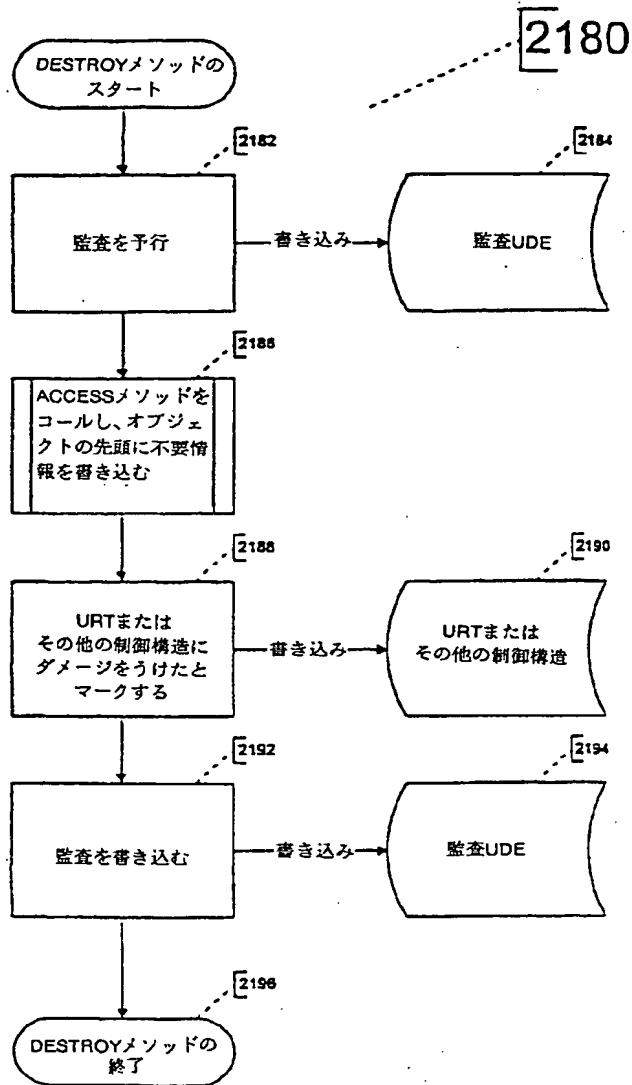 2180
DESTROYメソッドの
スタート
2182
監査を予行
書き込み
2184
監査UDE
2186
ACCESSメソッドを
コールし、オブジェ
クトの先頭に不要情
報を書き込む
2188
URTまたは
その他の制御構造に
ダメージをうけたと
マークする
書き込み
2190
URTまたは
その他の制御構造
2192
監査を書き込む
書き込み
2194
監査UDE
2196
DESTROYメソッドの
終了